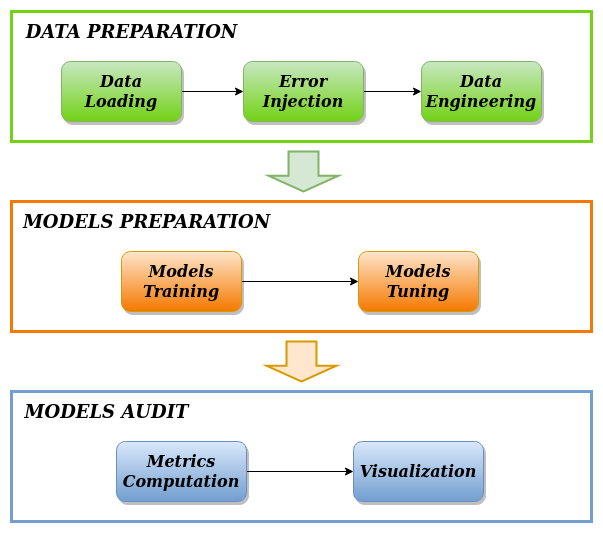 DATA PREPARATION
Data
Loading
Error
Injection
Data
Engineering
MODELS PREPARATION
Models
Training
Models
Tuning
MODELS AUDIT
Metrics
Computation
Visualization